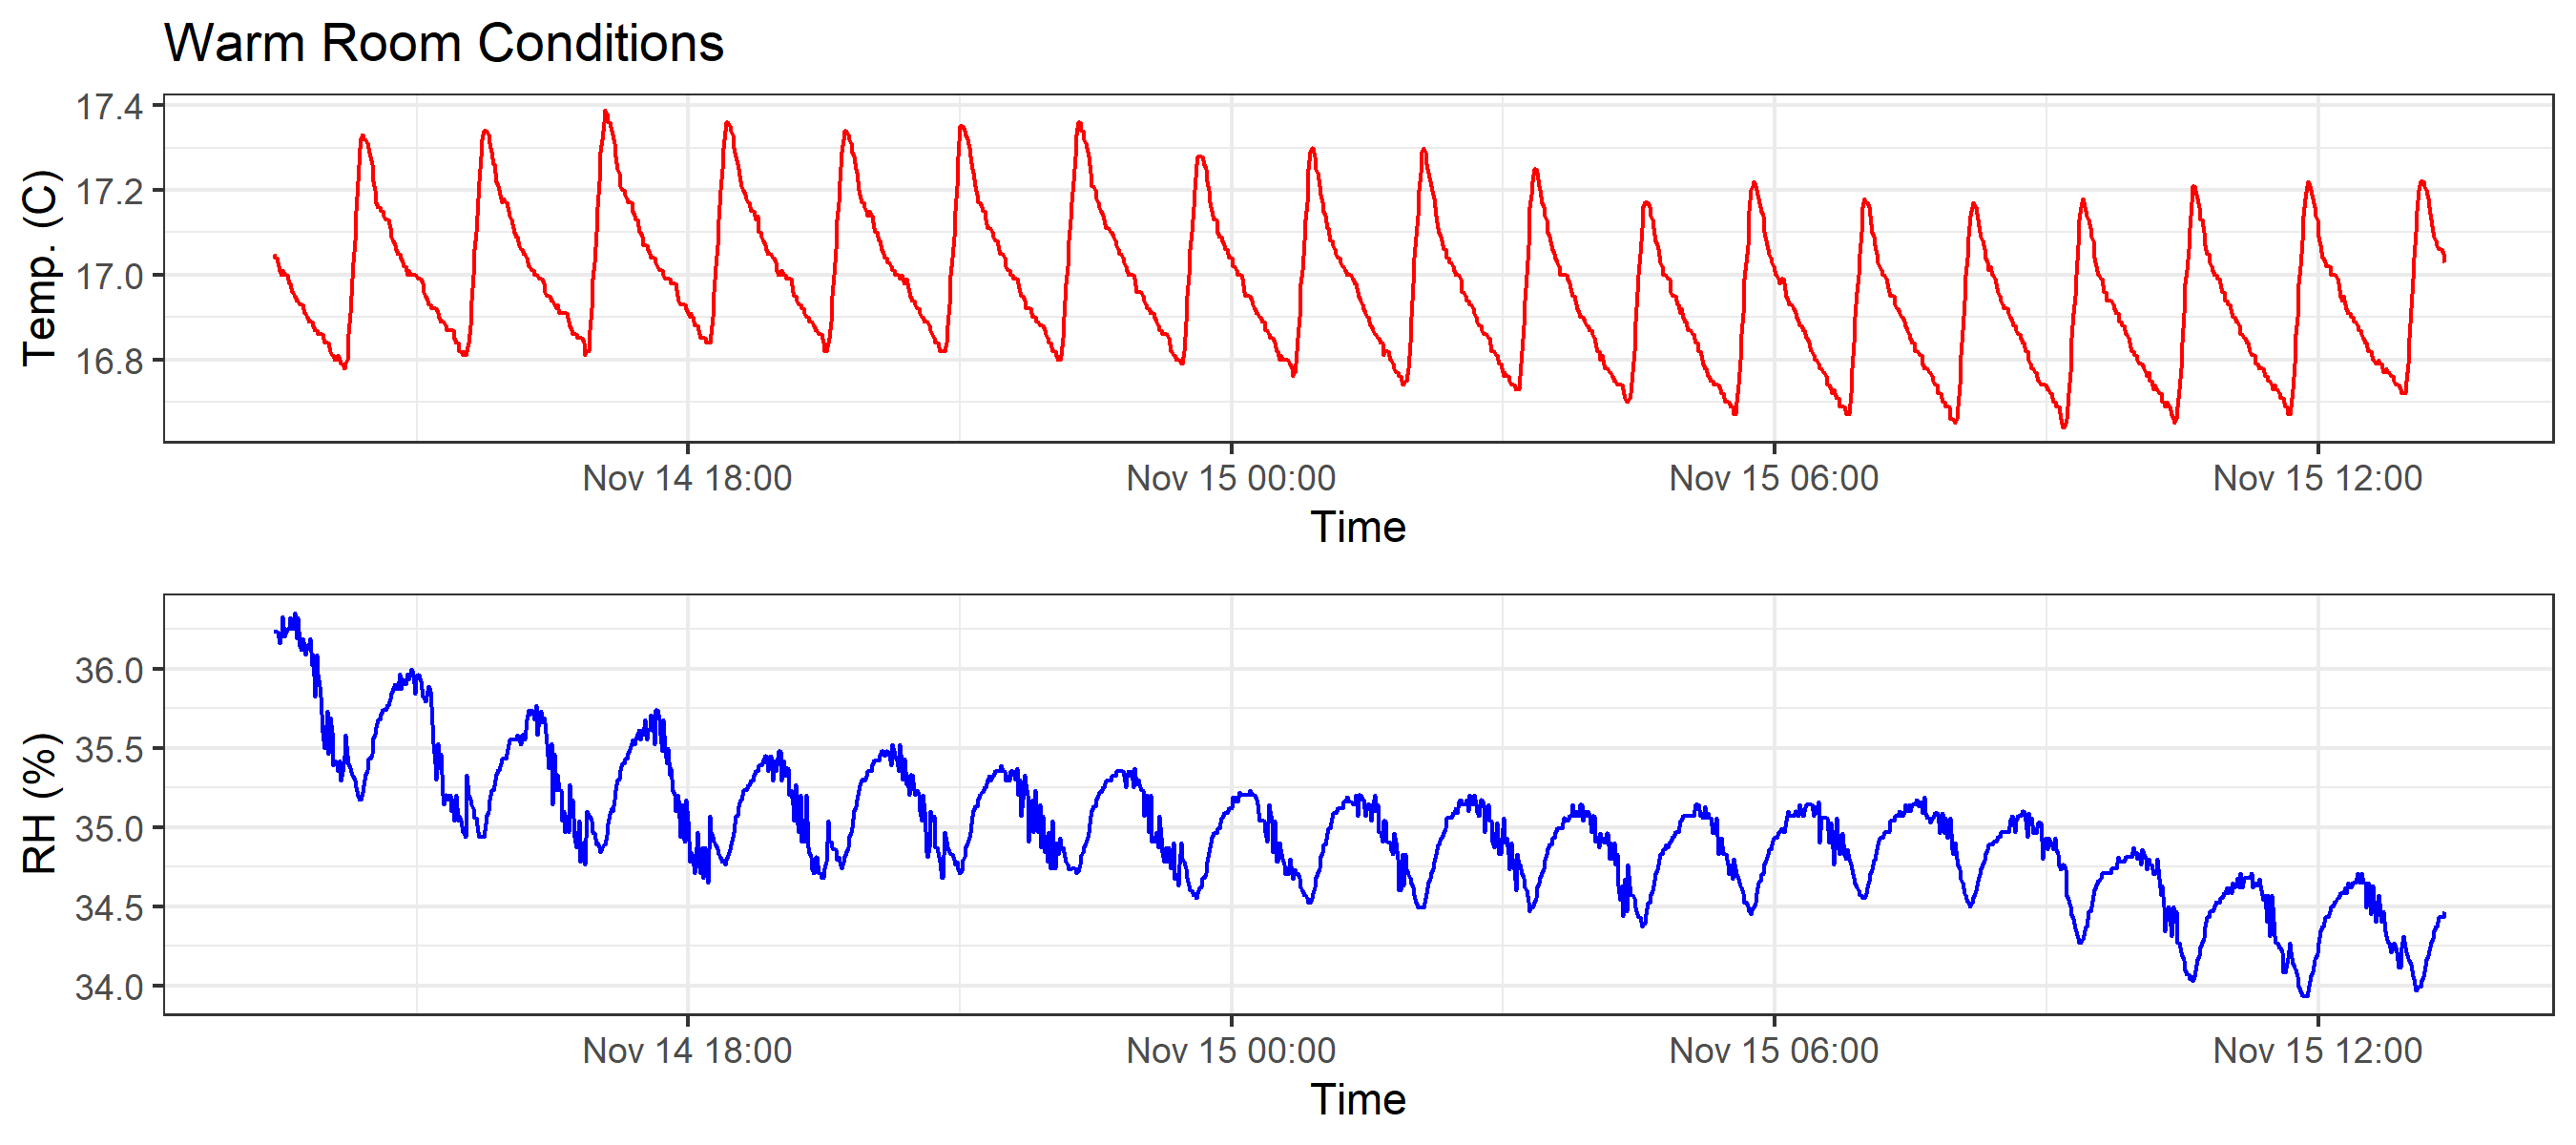 Warm Room Conditions
17.4
17.2
17.0
16.8
Temp. (C)
Nov 14 18:00 Nov 15 00:00 Nov 15 06:00 Nov 15 12:00
Time
36.0
35.5
35.0
34.5
34.0
RH (%)
Nov 14 18:00 Nov 15 00:00 Nov 15 06:00 Nov 15 12:00
Time